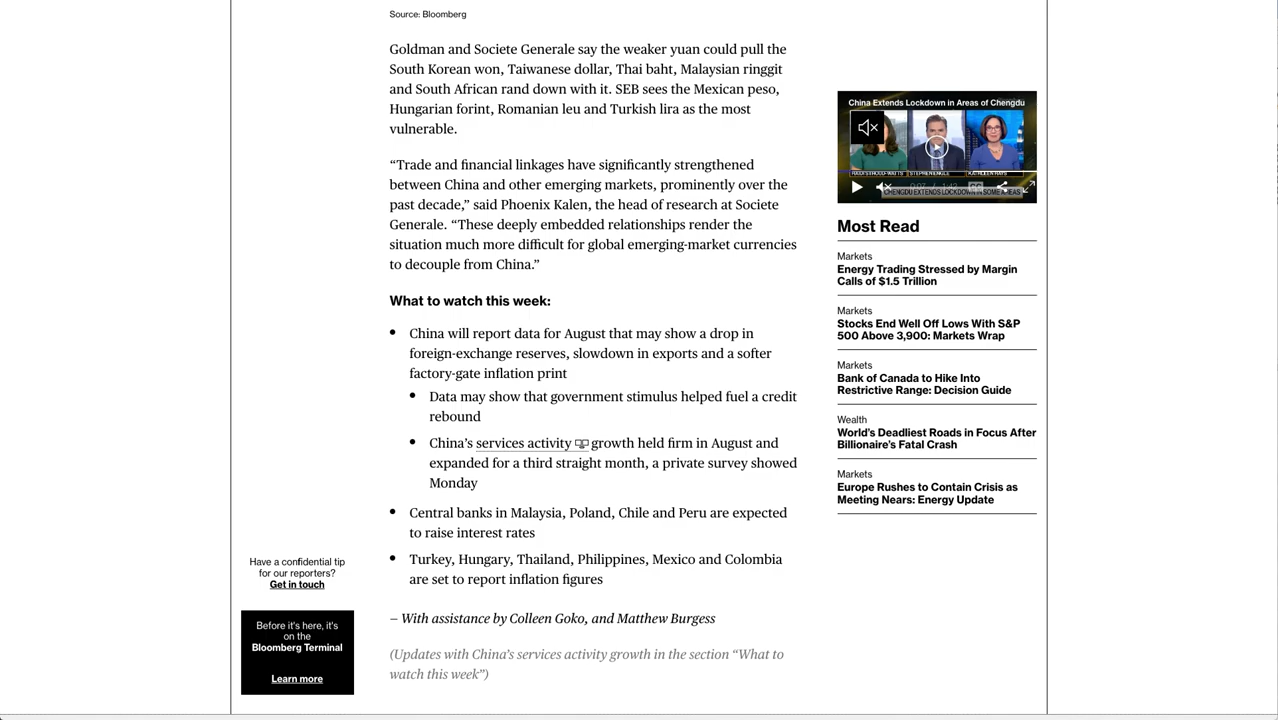 Source: Bloomberg
Goldman and Societe Generale say the weaker yuan could pull the
South Korean won, Taiwanese dollar, Thai baht, Malaysian ringgit
and South African rand down with it. SEB sees the Mexican peso,
Hungarian forint, Romanian leu and Turkish lira as the most
vulnerable.
“Trade and financial linkages have significantly strengthened
between China and other emerging markets, prominently over the
past decade,” said Phoenix Kalen, the head of research at Societe
Generale. “These deeply embedded relationships render the
situation much more difficult for global emerging-market currencies
to decouple from China.”
What to watch this week:
• China will report data for August that may show a drop in
foreign-exchange reserves, slowdown in exports and a softer
factory-gate inflation print
• Data may show that government stimulus helped fuel a credit
rebound
• China’s services activity growth held firm in August and
expanded for a third straight month, a private survey showed
Monday
• Central banks in Malaysia, Poland, Chile and Peru are expected
to raise interest rates
• Turkey, Hungary, Thailand, Philippines, Mexico and Colombia
are set to report inflation figures
– With assistance by Colleen Goko, and Matthew Burgess
(Updates with China’s services activity growth in the section “What to
watch this week”)
Have a confidential tip
for our reporters?
Get in touch
Before it's here, it's
on the
Bloomberg Terminal
Learn more
China Extends Lockdown in Areas of Chengdu
CHENGDU EXTENDS LOCKDOWN IN SOME AREAS
Most Read
Markets
Energy Trading Stressed by Margin
Calls of $1.5 Trillion
Markets
Stocks End Well Off Lows With S&P
500 Above 3,900: Markets Wrap
Markets
Bank of Canada to Hike Into
Restrictive Range: Decision Guide
Wealth
World’s Deadliest Roads in Focus After
Billionaire’s Fatal Crash
Markets
Europe Rushes to Contain Crisis as
Meeting Nears: Energy Update